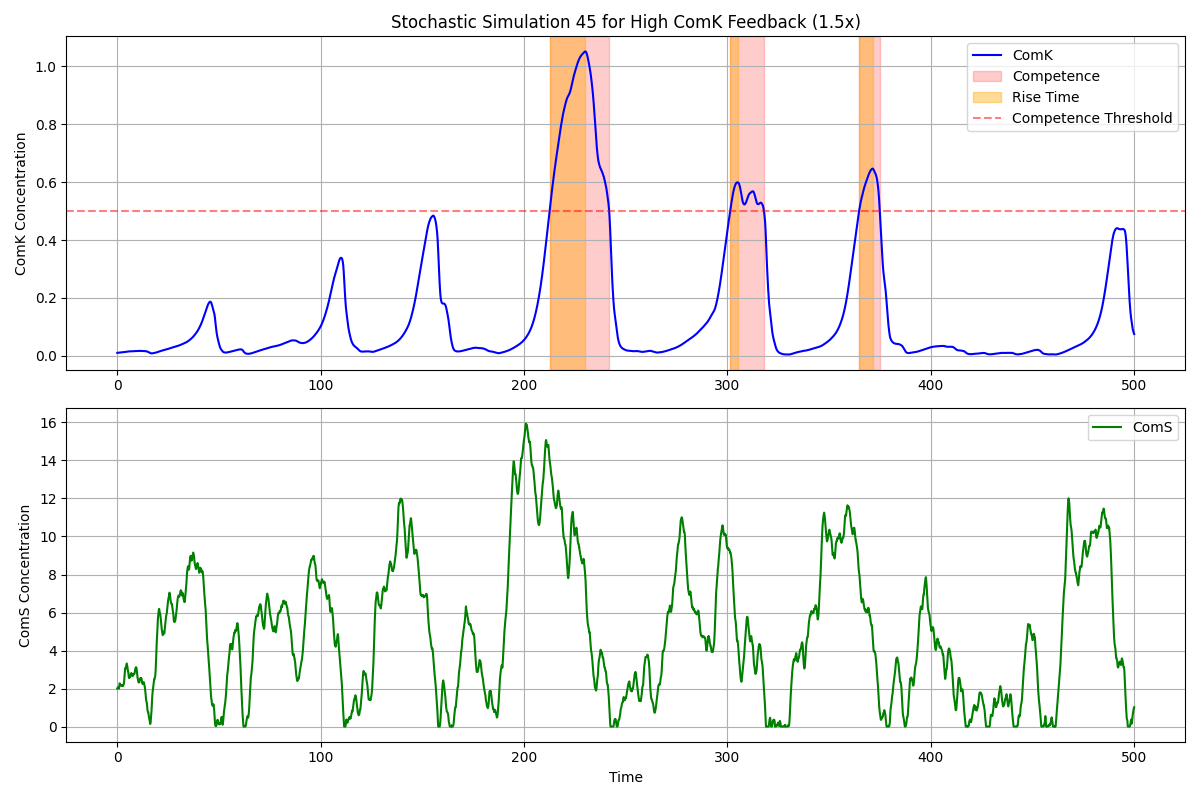 Stochastic Simulation 45 for High ComK Feedback (1.5x)
ComK Concentration
1.0
0.8
0.6
0.4
0.2
0.0
ComK
Competence
Rise Time
Competence Threshold
0 100 200 300 400 500
ComS Concentration
16
14
12
10
8
6
4
2
0
ComS
0 100 200 300 400 500
Time